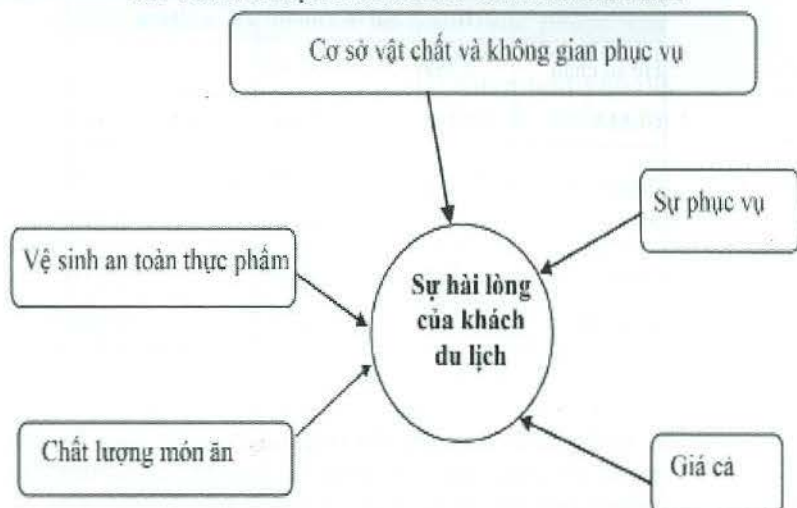 Cơ sở vật chất và không gian phục vụ
Sự phục vụ
Vệ sinh an toàn thực phẩm
Sự hài lòng
của khách
du lịch
Chất lượng món ăn
Giá cả